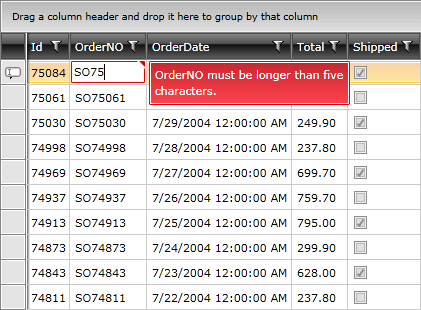 Drag a column header and drop it here to group by that column
Id OrderNO OrderDate Total Shipped
75084 SO75 OrderNO must be longer than five
characters.
75061 SO75061
75030 SO75030 7/29/2004 12:00:00 AM 249.90
74998 SO74998 7/28/2004 12:00:00 AM 237.80
74969 SO74969 7/27/2004 12:00:00 AM 699.70
74937 SO74937 7/26/2004 12:00:00 AM 759.70
74913 SO74913 7/25/2004 12:00:00 AM 795.00
74873 SO74873 7/24/2004 12:00:00 AM 299.90
74843 SO74843 7/23/2004 12:00:00 AM 628.00
74811 SO74811 7/22/2004 12:00:00 AM 237.80